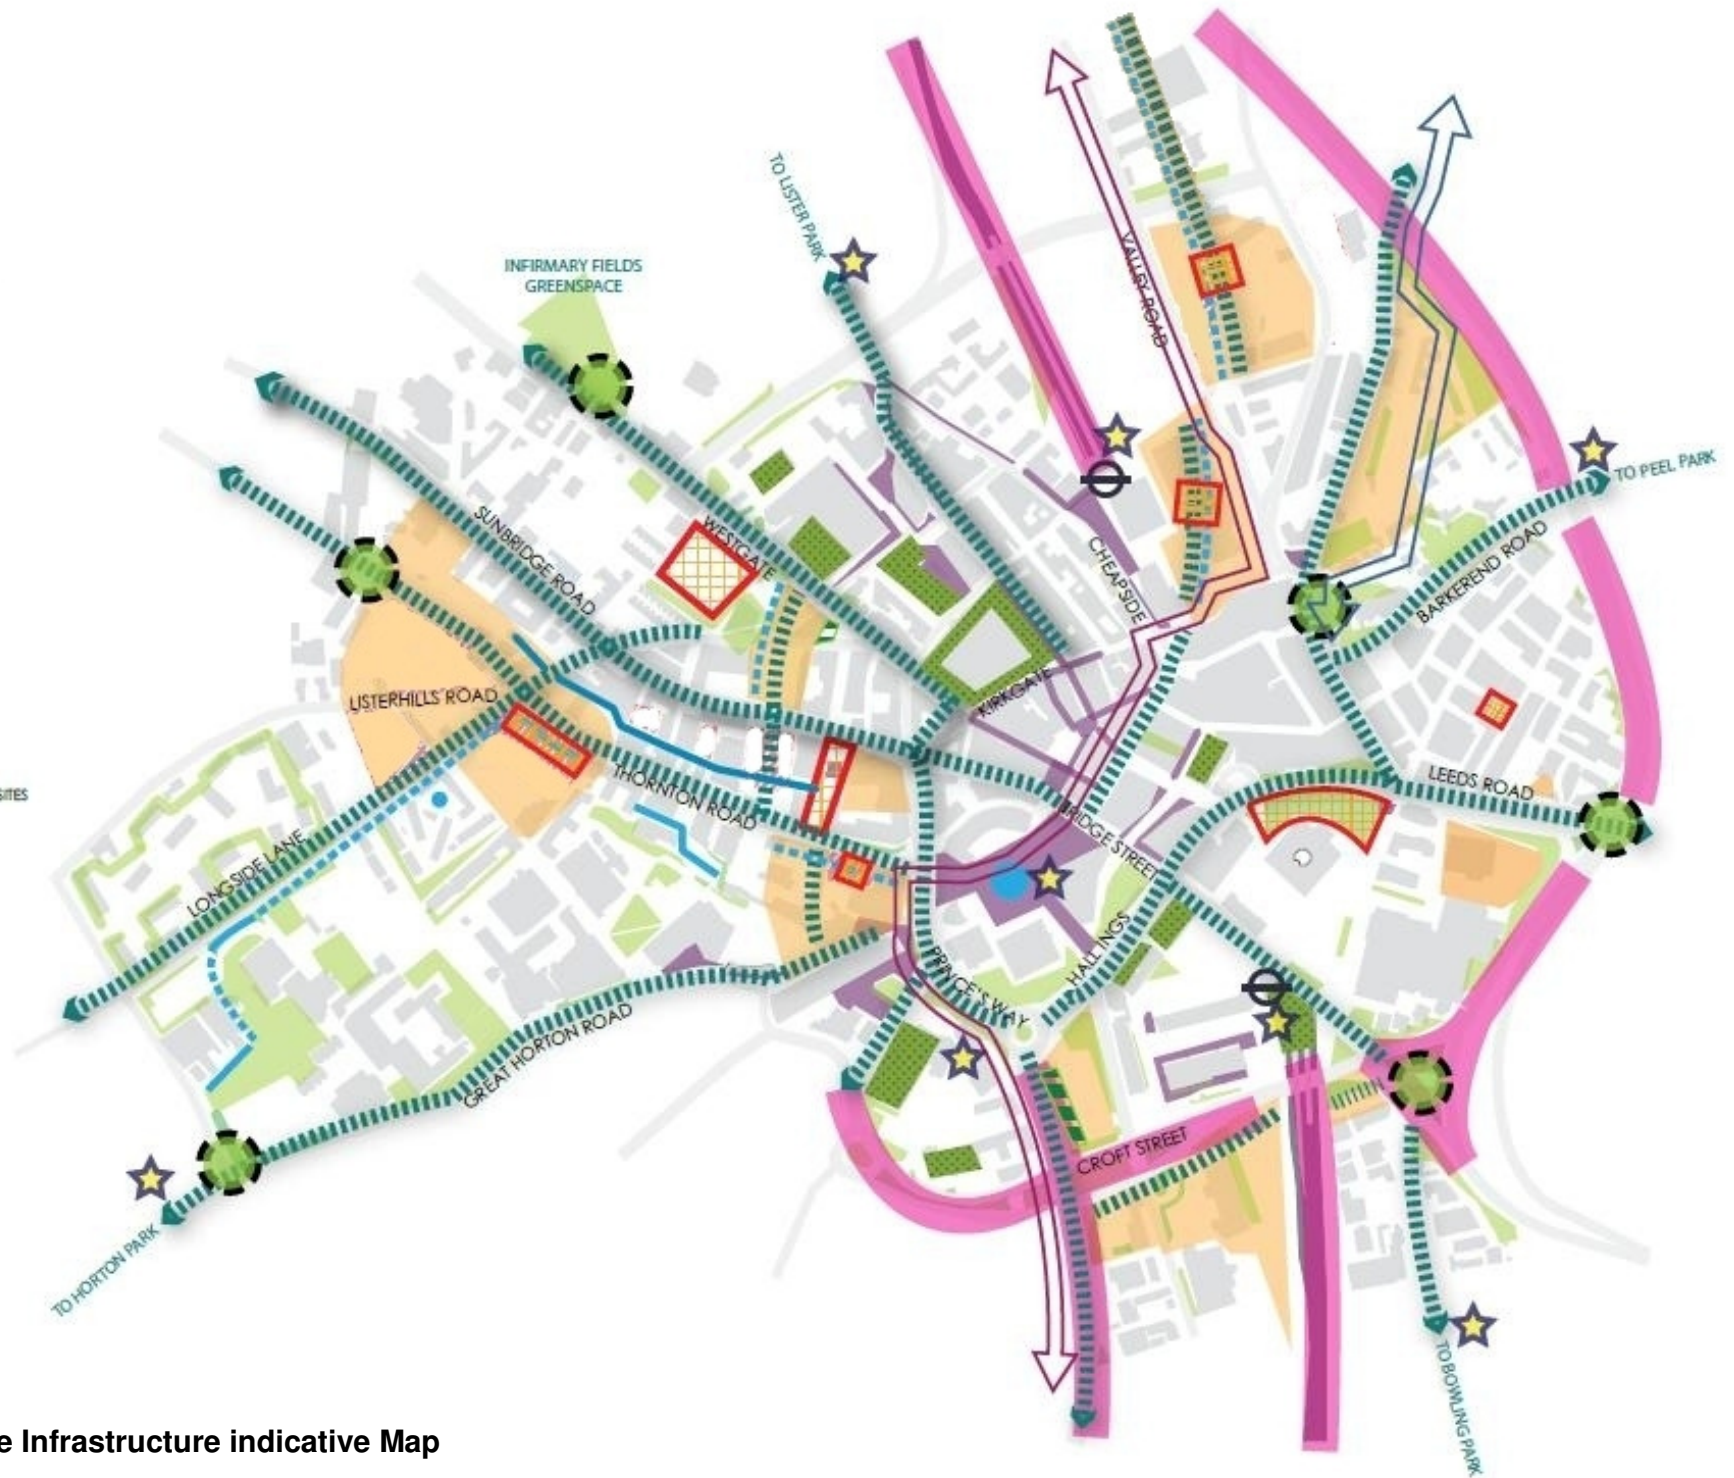 TO LISTER PARK
INFIRMARY FIELDS
GREENSPACE
VALLEY ROAD
TO PEEL PARK
SUNBRIDGE ROAD
WESTGATE
CHEAPSIDE
BARKEREND ROAD
LISTERHILLS ROAD
KIRKGATE
SITES
THORNTON ROAD
LEEDS ROAD
BRIDGE STREET
LONGSIDE LANE
HALLINGS
PRINCE'S WAY
GREAT HORTON ROAD
CROFT STREET
TO HORTON PARK
TO BOWLING PARK
e Infrastructure indicative Map